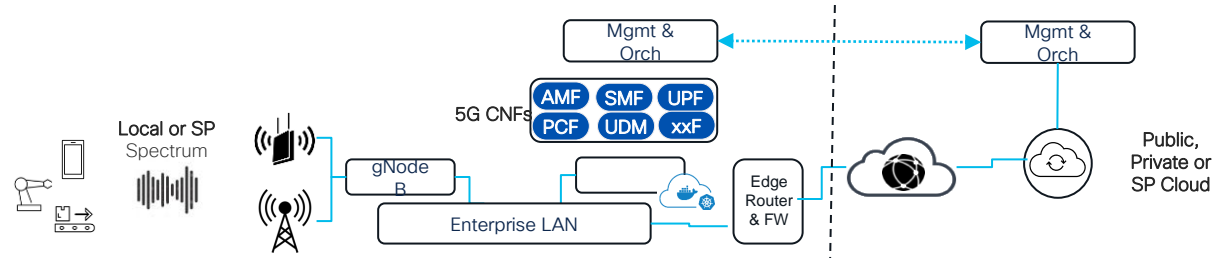 Mgmt &
Orch
Mgmt &
Orch
5G CNFs
AMF
SMF
UPF
PCF
UDM
xxF
Local or SP
Spectrum
gNode
B
Enterprise LAN
Edge
Router
& FW
Public,
Private or
SP Cloud